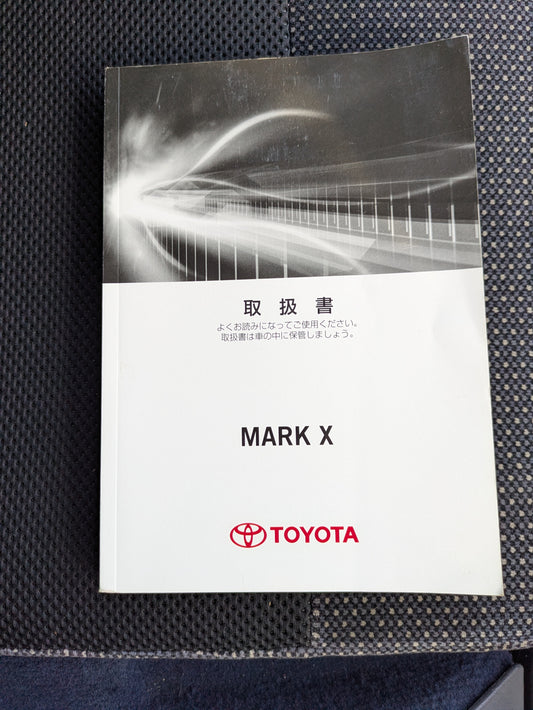 取扱書
よくお読みになってご使用ください。
取扱書は車の中に保管しましょう。
MARK X
TOYOTA